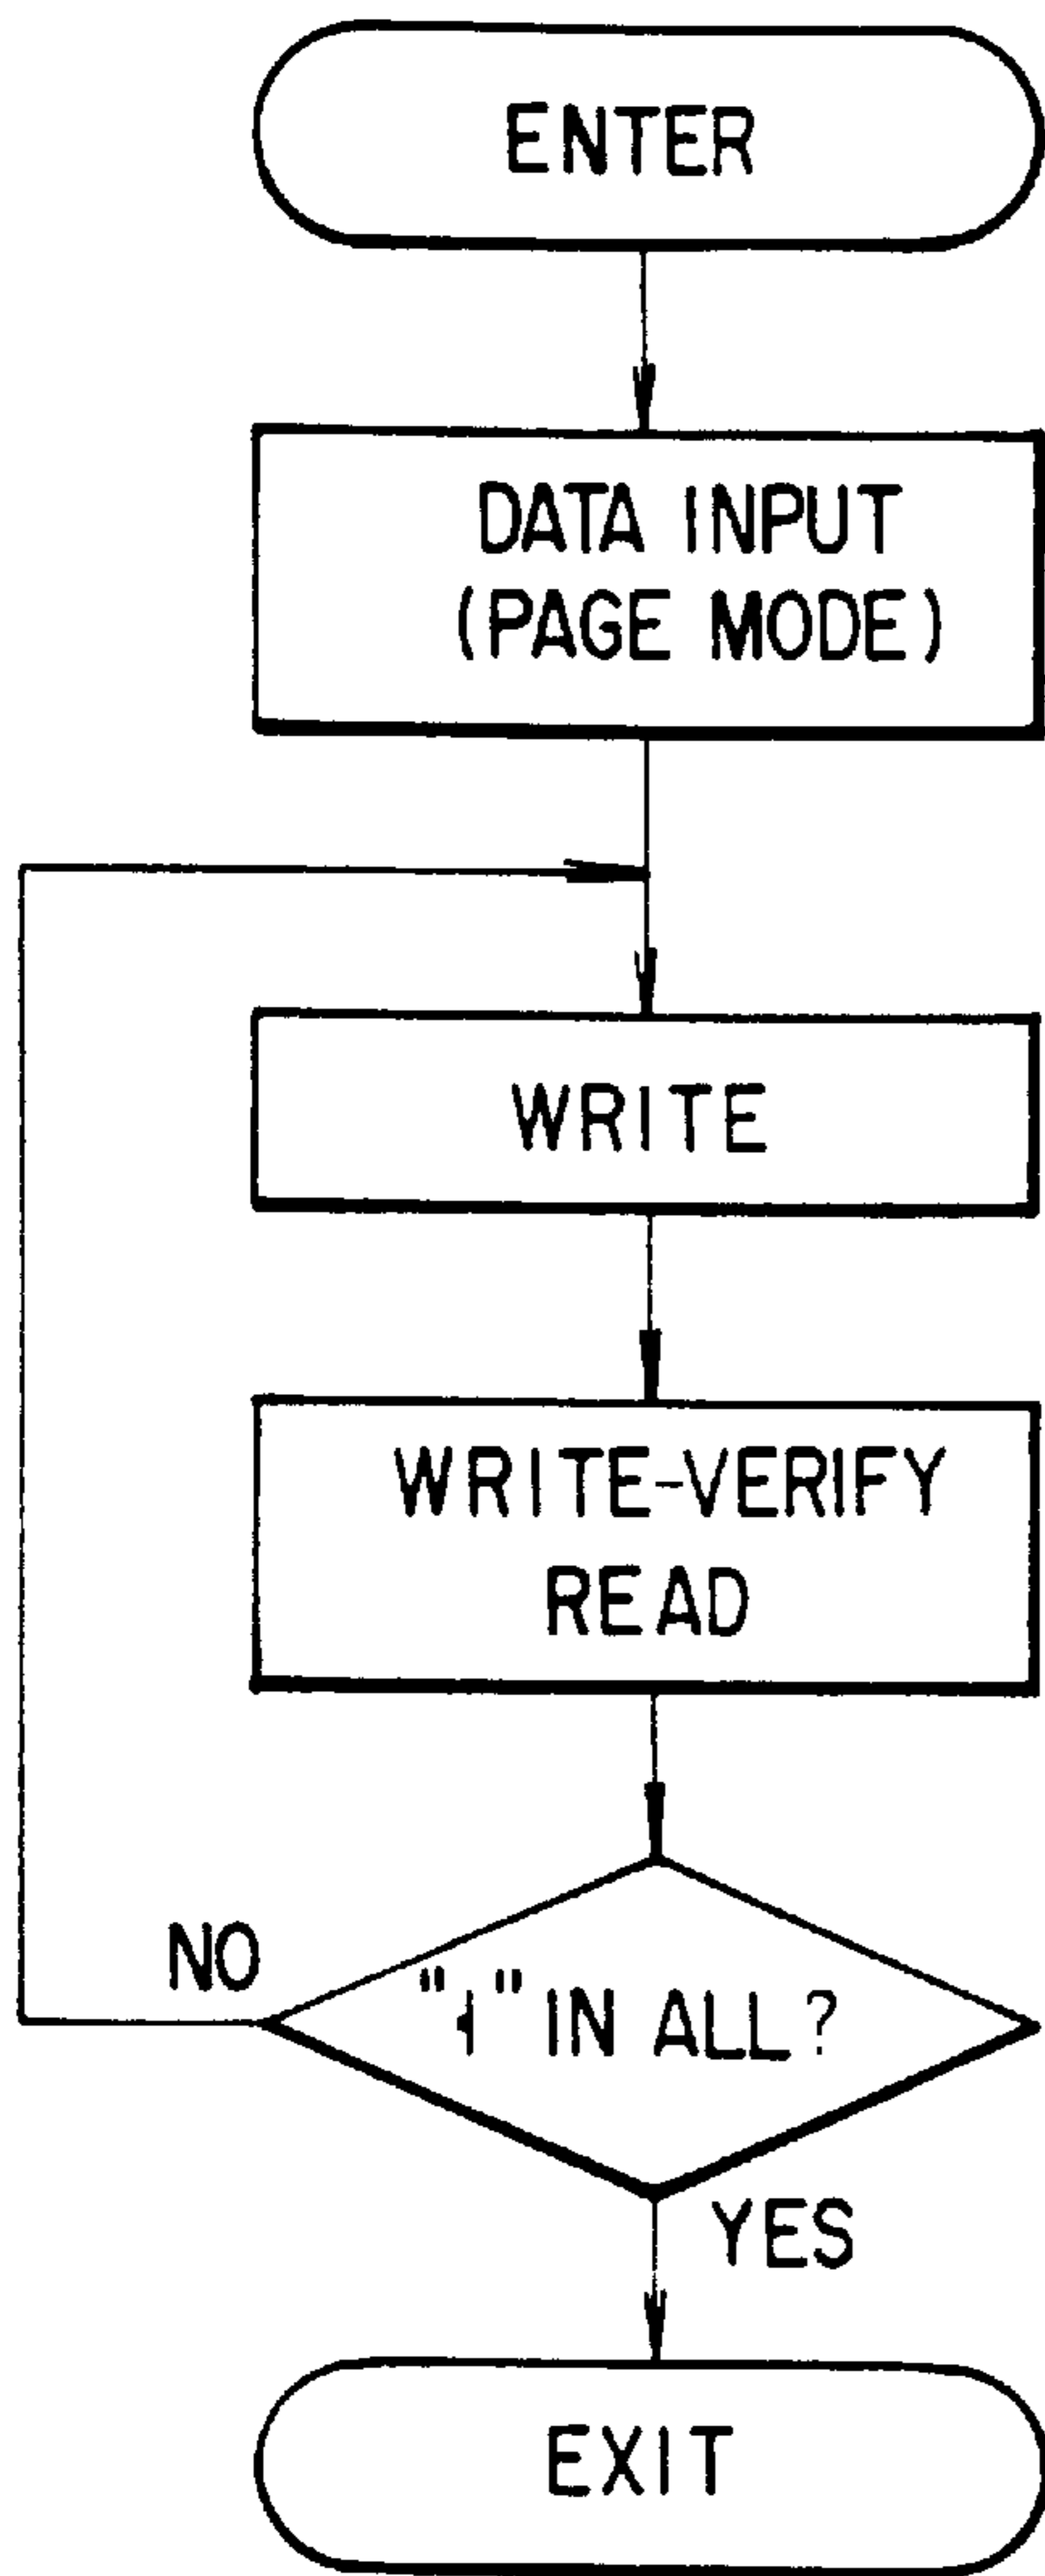 ENTER
DATA INPUT
(PAGE MODE)
WRITE
WRITE-VERIFY
READ
NO
"1" IN ALL?
YES
EXIT